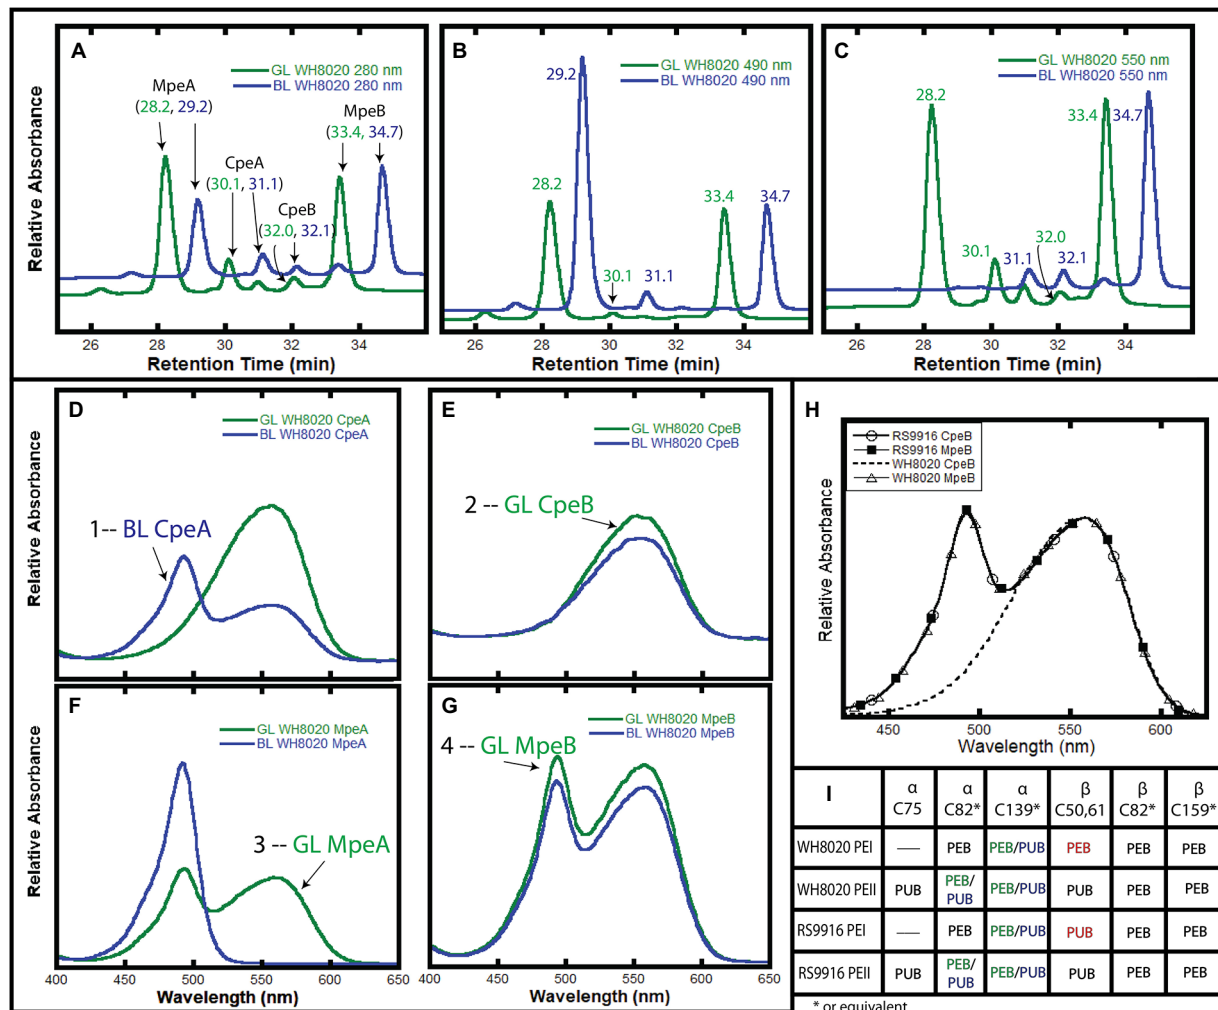 A
GL WH8020 280 nm
BL WH8020 280 nm
MpeA
(28.2, 29.2)
MpeB
(33.4, 34.7)
CpeA
(30.1, 31.1)
CpeB
(32.0, 32.1)
Relative Absorbance
26 28 30 32 34
Retention Time (min)
B
GL WH8020 490 nm
BL WH8020 490 nm
29.2
28.2
33.4
34.7
30.1
31.1
26 28 30 32 34
Retention Time (min)
C
GL WH8020 550 nm
BL WH8020 550 nm
28.2
33.4
34.7
30.1
31.1
32.0
32.1
26 28 30 32 34
Retention Time (min)
D
GL WH8020 CpeA
BL WH8020 CpeA
1-- BL CpeA
Relative Absorbance
E
GL WH8020 CpeB
BL WH8020 CpeB
2 -- GL CpeB
F
GL WH8020 MpeA
BL WH8020 MpeA
3 -- GL MpeA
Relative Absorbance
400 450 500 550 600 650
Wavelength (nm)
G
GL WH8020 MpeB
BL WH8020 MpeB
4 -- GL MpeB
400 450 500 550 600 650
Wavelength (nm)
H
RS9916 CpeB
RS9916 MpeB
WH8020 CpeB
WH8020 MpeB
Relative Absorbance
450 500 550 600
Wavelength (nm)
I α C75 α C82* α C139* β C50,61 β C82* β C159*
WH8020 PEI — PEB PEB/PUB PEB PEB PEB
WH8020 PEII PUB PEB/PUB PEB/PUB PUB PEB PEB
RS9916 PEI — PEB PEB/PUB PUB PEB PEB
RS9916 PEII PUB PEB/PUB PEB/PUB PUB PEB PEB
* or equivalent